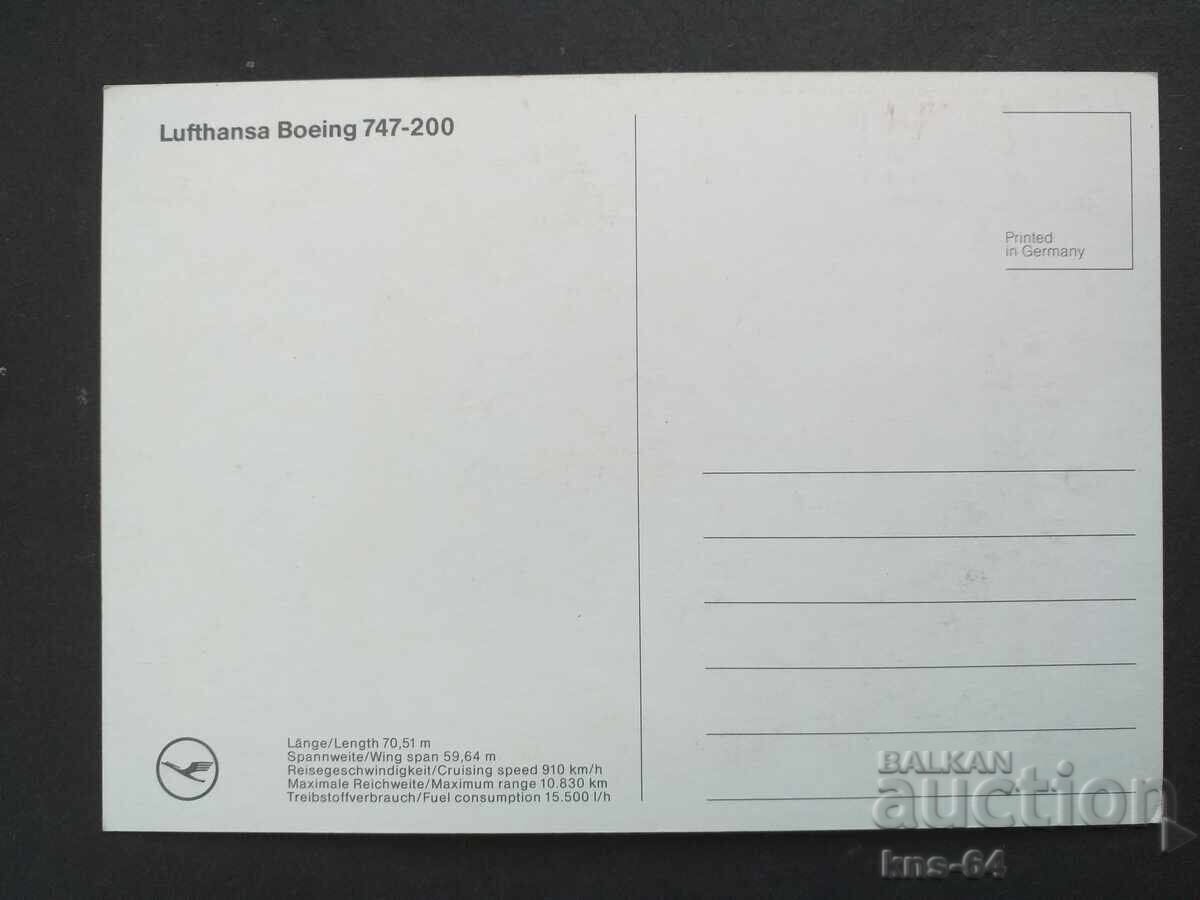 Lufthansa Boeing 747-200
Printed
in Germany
Länge/Length 70,51 m
Spannweite/Wing span 59,64 m
Reisegeschwindigkeit/Cruising speed 910 km/h
Maximale Reichweite/Maximum range 10.830 km
Treibstoffverbrauch/Fuel consumption 15.500 l/h
BALKAN
auction
kns-64